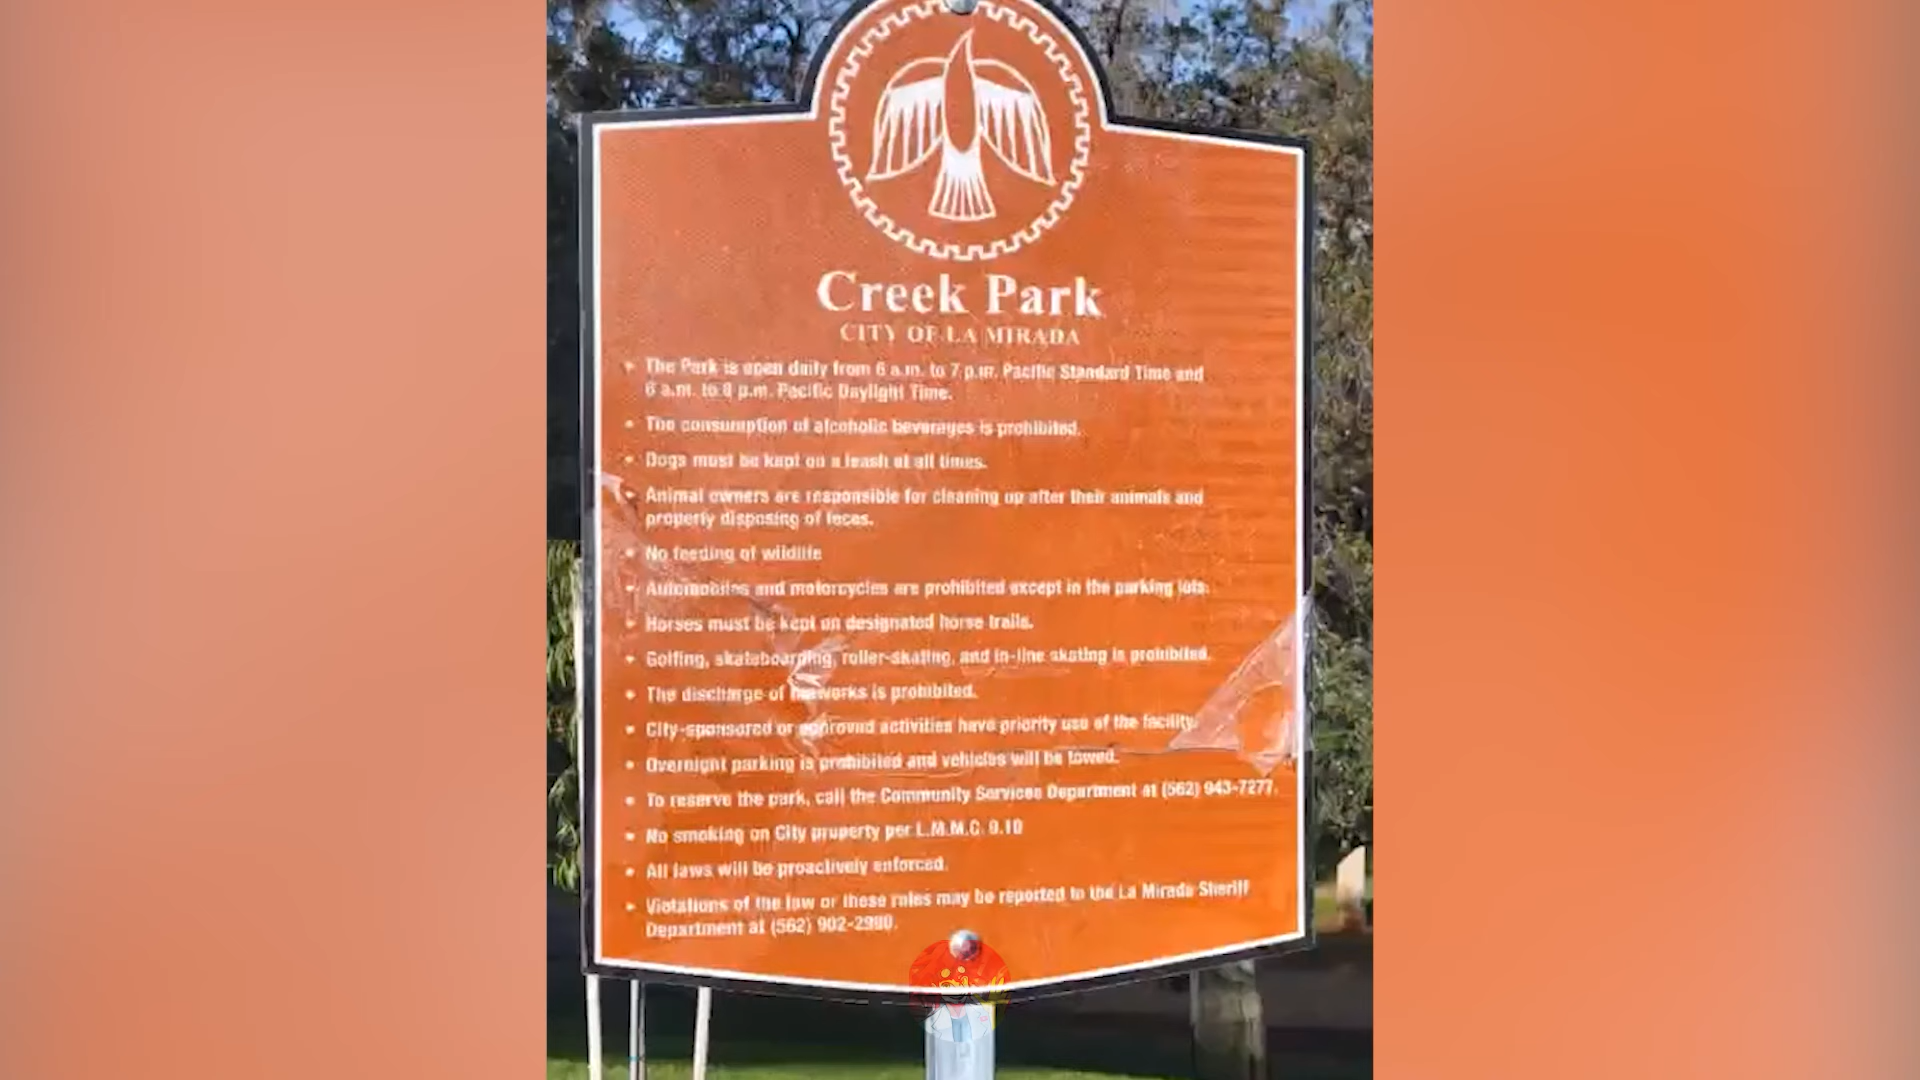 Creek Park
CITY OF LA MIRADA
• The Park is open daily from 6 a.m. to 7 p.m. Pacific Standard Time and
6 a.m. to 8 p.m. Pacific Daylight Time.
• The consumption of alcoholic beverages is prohibited.
• Dogs must be kept on a leash at all times.
• Animal owners are responsible for cleaning up after their animals and
properly disposing of feces.
• No feeding of wildlife
• Automobiles and motorcycles are prohibited except in the parking lots.
• Horses must be kept on designated horse trails.
• Golfing, skateboarding, roller-skating, and in-line skating is prohibited.
• The discharge of fireworks is prohibited.
• City-sponsored or approved activities have priority use of the facility.
• Overnight parking is prohibited and vehicles will be towed.
• To reserve the park, call the Community Services Department at (562) 943-7277.
• No smoking on City property per L.M.M.C.
• All laws will be proactively enforced.
• Violations of the law or these rules may be reported to the La Mirada Sheriff
Department at (562)